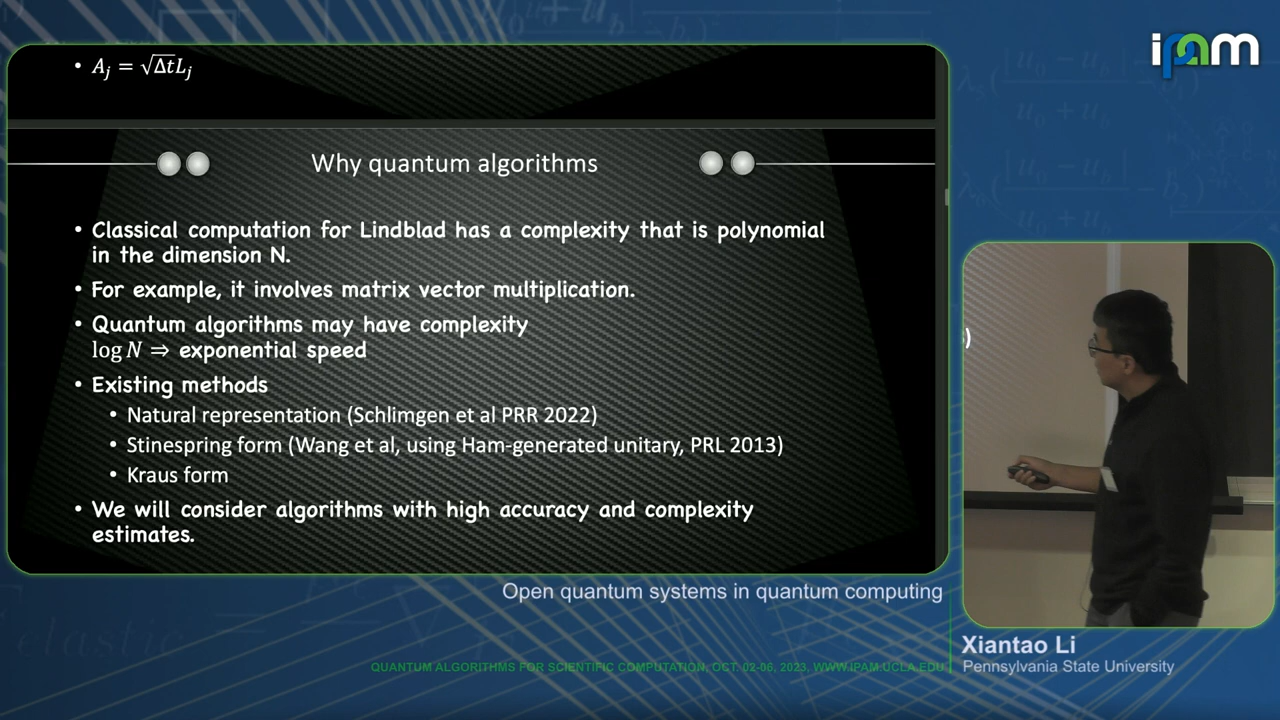 ipam
• A_j = √Δt L_j
Why quantum algorithms
• Classical computation for Lindblad has a complexity that is polynomial
in the dimension N.
• For example, it involves matrix vector multiplication.
• Quantum algorithms may have complexity
log N ⇒ exponential speed
• Existing methods
• Natural representation (Schlimgen et al PRR 2022)
• Stinespring form (Wang et al, using Ham-generated unitary, PRL 2013)
• Kraus form
• We will consider algorithms with high accuracy and complexity
estimates.
)
Open quantum systems in quantum computing
Xiantao Li
Pennsylvania State University
QUANTUM ALGORITHMS FOR SCIENTIFIC COMPUTATION, OCT. 02-06, 2023, WWW.IPAM.UCLA.EDU
elastic